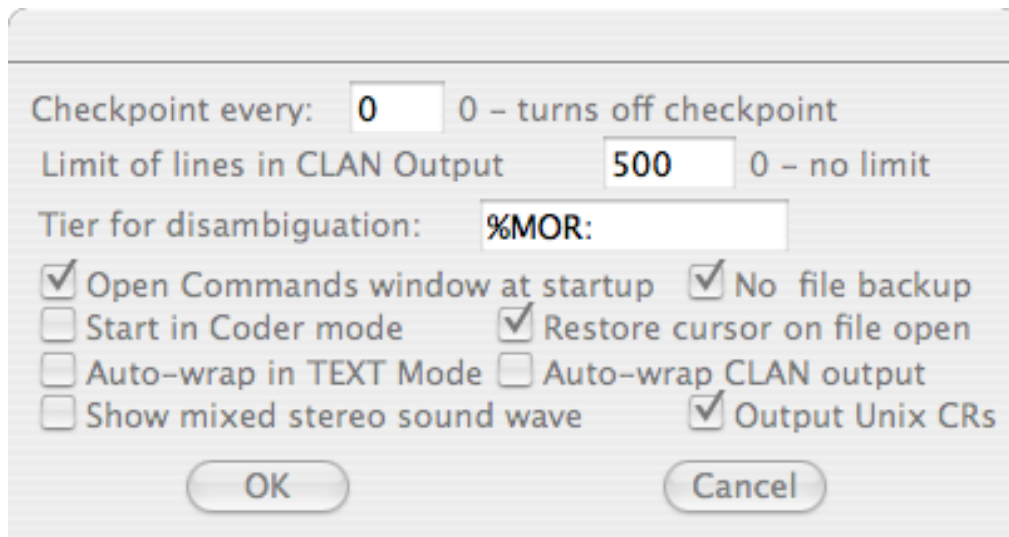 Checkpoint every: 0 0 – turns off checkpoint
Limit of lines in CLAN Output 500 0 – no limit
Tier for disambiguation: %MOR:
Open Commands window at startup No file backup
Start in Coder mode Restore cursor on file open
Auto-wrap in TEXT Mode Auto-wrap CLAN output
Show mixed stereo sound wave Output Unix CRs
OK Cancel